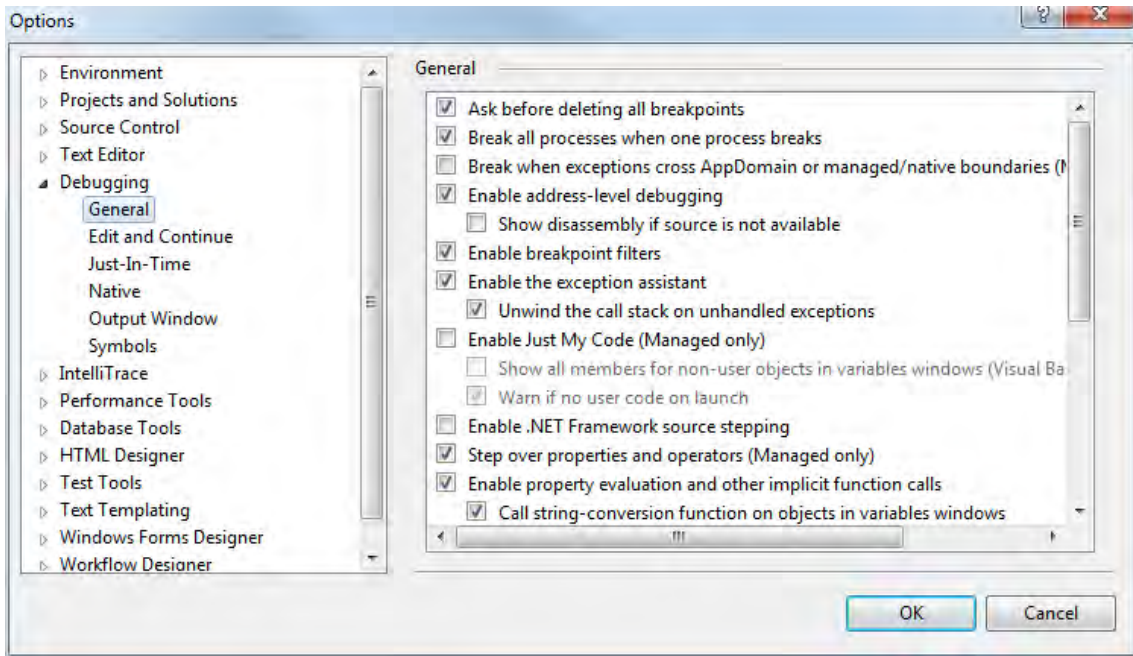 Options
Environment
Projects and Solutions
Source Control
Text Editor
Debugging
General
Edit and Continue
Just-In-Time
Native
Output Window
Symbols
IntelliTrace
Performance Tools
Database Tools
HTML Designer
Test Tools
Text Templating
Windows Forms Designer
Workflow Designer
General
Ask before deleting all breakpoints
Break all processes when one process breaks
Break when exceptions cross AppDomain or managed/native boundaries (M
Enable address-level debugging
Show disassembly if source is not available
Enable breakpoint filters
Enable the exception assistant
Unwind the call stack on unhandled exceptions
Enable Just My Code (Managed only)
Show all members for non-user objects in variables windows (Visual Ba
Warn if no user code on launch
Enable .NET Framework source stepping
Step over properties and operators (Managed only)
Enable property evaluation and other implicit function calls
Call string-conversion function on objects in variables windows
OK
Cancel